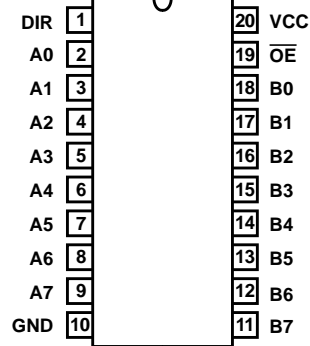 DIR 1 20 VCC
A0 2 19 O̅E̅
A1 3 18 B0
A2 4 17 B1
A3 5 16 B2
A4 6 15 B3
A5 7 14 B4
A6 8 13 B5
A7 9 12 B6
GND 10 11 B7